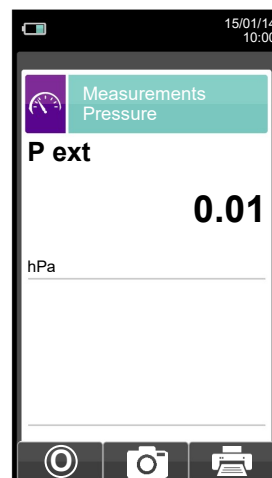 15/01/14
10:00
Measurements
Pressure
P ext
0.01
hPa
O